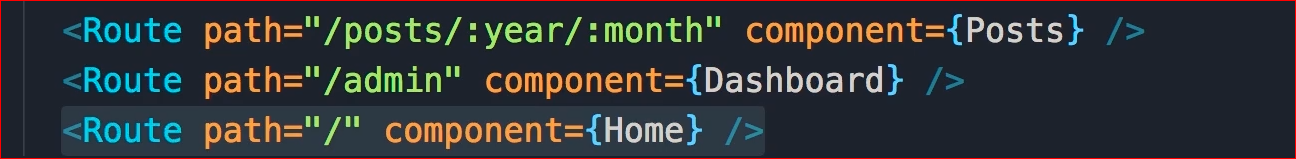 <Route path="/posts/:year/:month" component={Posts} />
<Route path="/admin" component={Dashboard} />
<Route path="/" component={Home} />